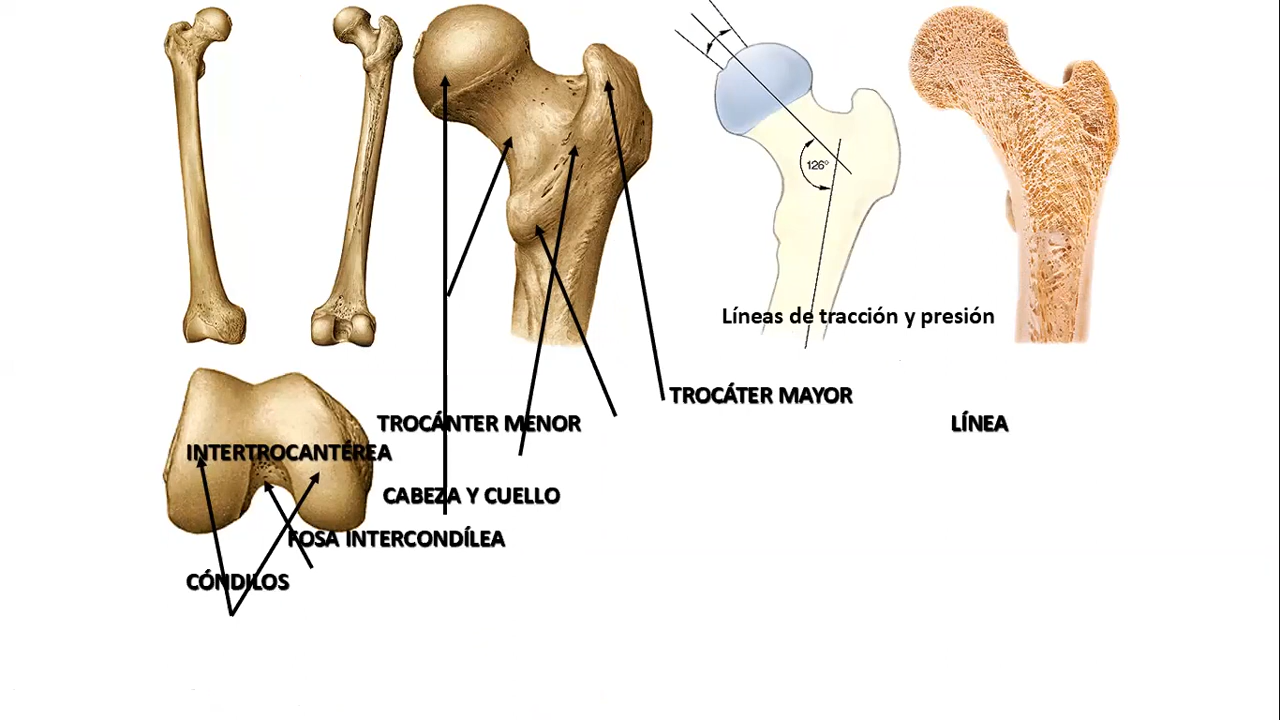 126°
Líneas de tracción y presión
TROCÁTER MAYOR
TROCÁNTER MENOR LÍNEA
INTERTROCANTÉREA
CABEZA Y CUELLO
FOSA INTERCONDÍLEA
CÓNDILOS